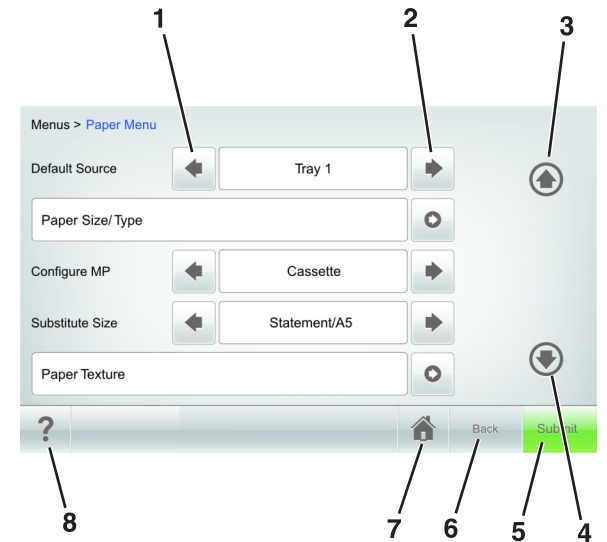 1 2 3
Menus > Paper Menu
Default Source Tray 1
Paper Size/Type
Configure MP Cassette
Substitute Size Statement/A5
Paper Texture
? Back Submit
8 7 6 5 4